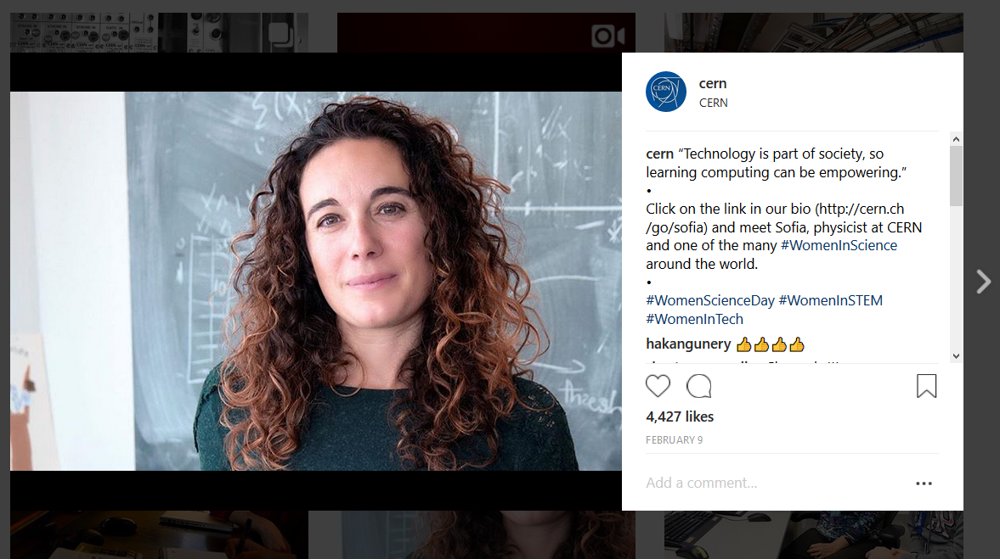 CERN
cern
CERN
cern “Technology is part of society, so
learning computing can be empowering.”
•
Click on the link in our bio (http://cern.ch
/go/sofia) and meet Sofia, physicist at CERN
and one of the many #WomenInScience
around the world.
•
#WomenScienceDay #WomenInSTEM
#WomenInTech
hakangunery 👍👍👍👍
4,427 likes
FEBRUARY 9
Add a comment...